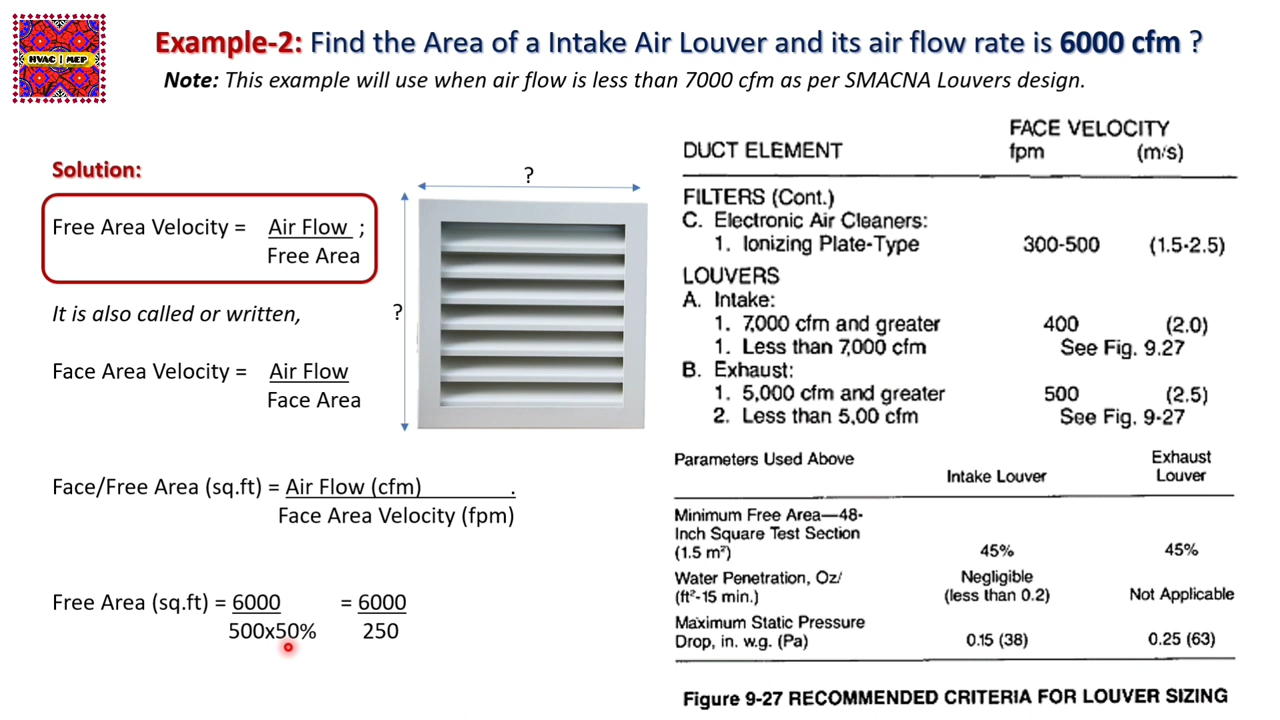 HVAC | MEP
Example-2: Find the Area of a Intake Air Louver and its air flow rate is 6000 cfm ?
Note: This example will use when air flow is less than 7000 cfm as per SMACNA Louvers design.
Solution:
Free Area Velocity = Air Flow ;
Free Area
It is also called or written,
Face Area Velocity = Air Flow
Face Area
Face/Free Area (sq.ft) = Air Flow (cfm) .
Face Area Velocity (fpm)
Free Area (sq.ft) = 6000 = 6000
500x50% 250
?
?
FACE VELOCITY
DUCT ELEMENT fpm (m/s)
FILTERS (Cont.)
C. Electronic Air Cleaners:
1. Ionizing Plate-Type 300-500 (1.5-2.5)
LOUVERS
A. Intake:
1. 7,000 cfm and greater 400 (2.0)
1. Less than 7,000 cfm See Fig. 9.27
B. Exhaust:
1. 5,000 cfm and greater 500 (2.5)
2. Less than 5,00 cfm See Fig. 9-27
Exhaust
Parameters Used Above Intake Louver Louver
Minimum Free Area—48-
Inch Square Test Section
(1.5 m²) 45% 45%
Water Penetration, Oz/ Negligible
(ft²-15 min.) (less than 0.2) Not Applicable
Maximum Static Pressure
Drop, in. w.g. (Pa) 0.15 (38) 0.25 (63)
Figure 9-27 RECOMMENDED CRITERIA FOR LOUVER SIZING